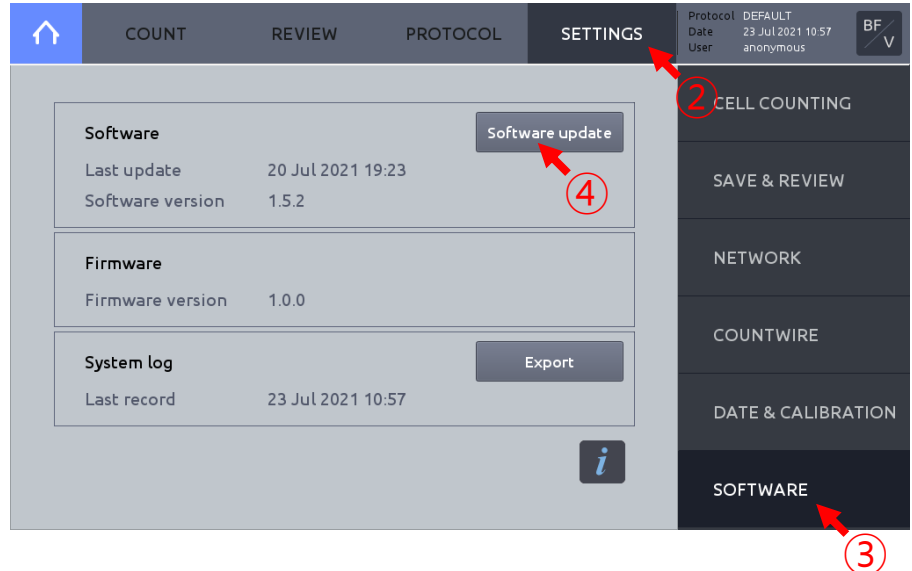 COUNT REVIEW PROTOCOL SETTINGS
Protocol DEFAULT
Date 23 Jul 2021 10:57
User anonymous
BF/V
②
CELL COUNTING
Software
Software update
Last update 20 Jul 2021 19:23
④
SAVE & REVIEW
Software version 1.5.2
Firmware
NETWORK
Firmware version 1.0.0
COUNTWIRE
System log
Export
Last record 23 Jul 2021 10:57
DATE & CALIBRATION
i
SOFTWARE
③